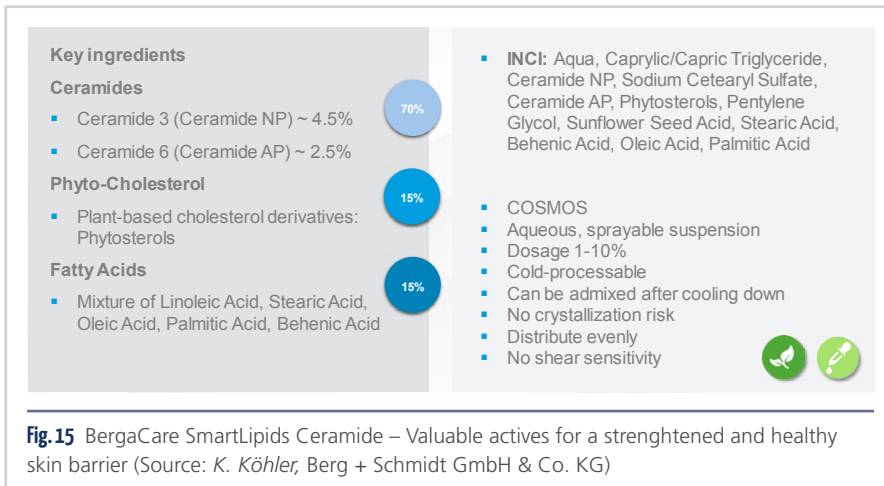 Key ingredients
Ceramides
▪ Ceramide 3 (Ceramide NP) ~ 4.5%
▪ Ceramide 6 (Ceramide AP) ~ 2.5%
70%
Phyto-Cholesterol
▪ Plant-based cholesterol derivatives:
Phytosterols
15%
Fatty Acids
▪ Mixture of Linoleic Acid, Stearic Acid,
Oleic Acid, Palmitic Acid, Behenic Acid
15%
▪ INCI: Aqua, Caprylic/Capric Triglyceride,
Ceramide NP, Sodium Cetearyl Sulfate,
Ceramide AP, Phytosterols, Pentylene
Glycol, Sunflower Seed Acid, Stearic Acid,
Behenic Acid, Oleic Acid, Palmitic Acid
▪ COSMOS
▪ Aqueous, sprayable suspension
▪ Dosage 1-10%
▪ Cold-processable
▪ Can be admixed after cooling down
▪ No crystallization risk
▪ Distribute evenly
▪ No shear sensitivity
Fig. 15 BergaCare SmartLipids Ceramide – Valuable actives for a strenghtened and healthy
skin barrier (Source: K. Köhler, Berg + Schmidt GmbH & Co. KG)